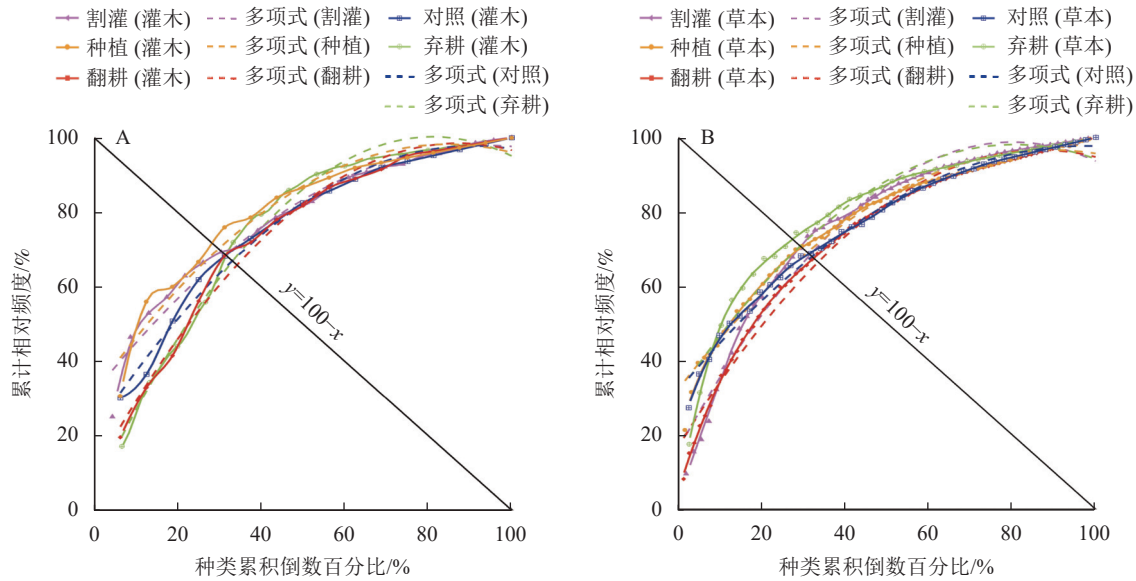 割灌 (灌木) 多项式 (割灌) 对照 (灌木)
种植 (灌木) 多项式 (种植) 弃耕 (灌木)
翻耕 (灌木) 多项式 (翻耕) 多项式 (对照)
多项式 (弃耕)
A
100
80
60
40
20
0
累计相对频度/%
y=100−x
0 20 40 60 80 100
种类累积倒数百分比/%
割灌 (草本) 多项式 (割灌) 对照 (草本)
种植 (草本) 多项式 (种植) 弃耕 (草本)
翻耕 (草本) 多项式 (翻耕) 多项式 (对照)
多项式 (弃耕)
B
100
80
60
40
20
0
累计相对频度/%
y=100−x
0 20 40 60 80 100
种类累积倒数百分比/%